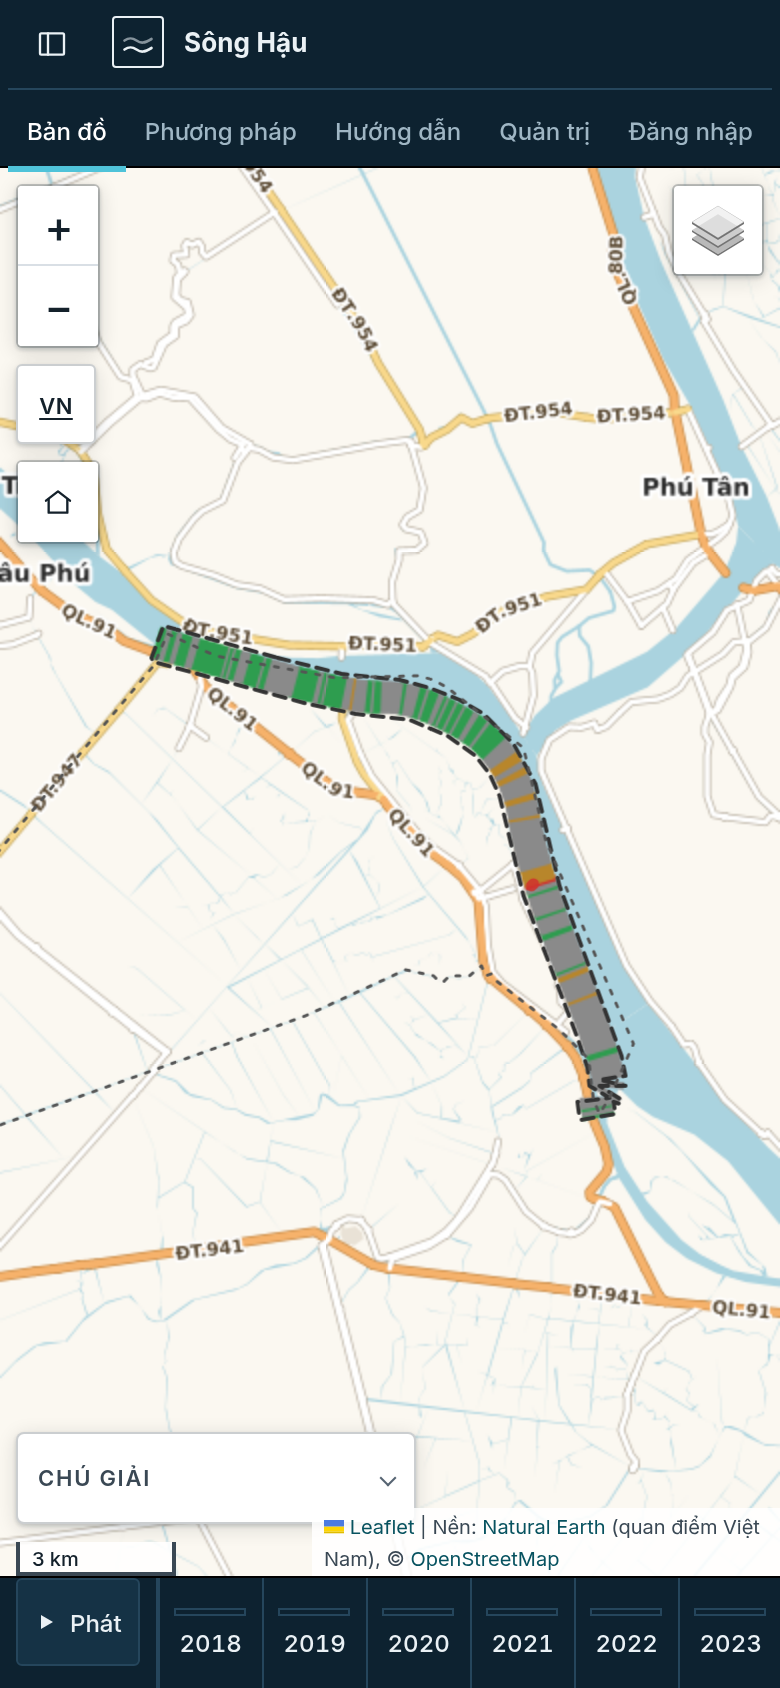 Sông Hậu
Bản đồ Phương pháp Hướng dẫn Quản trị Đăng nhập
+
−
VN
ĐT.954
QL.80B
ĐT.954 ĐT.954
Phú Tân
âu Phú
QL.91
ĐT.951
ĐT.951
ĐT.951
QL.91
ĐT.947
QL.91
QL.91
ĐT.941
ĐT.941
QL.91
CHÚ GIẢI
Leaflet | Nền: Natural Earth (quan điểm Việt
Nam), © OpenStreetMap
3 km
Phát
2018 2019 2020 2021 2022 2023